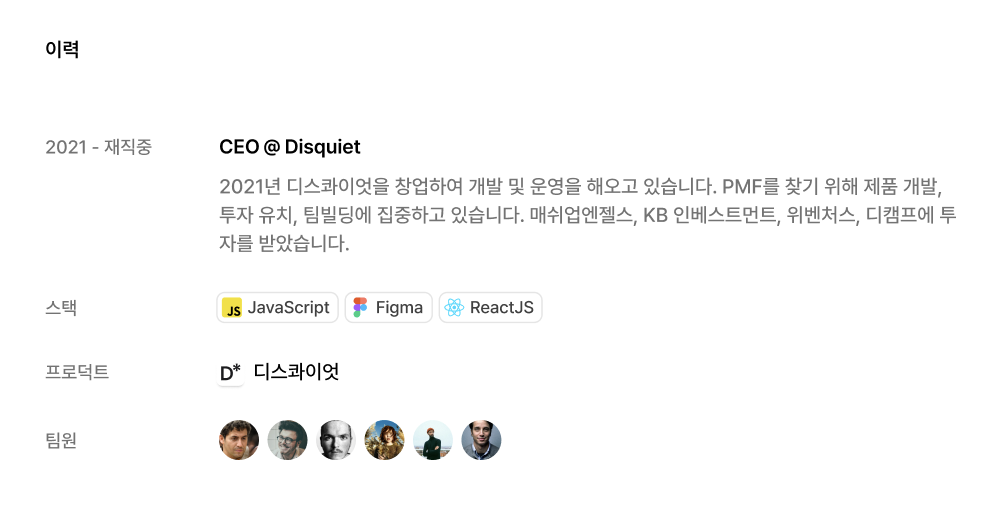 이력
2021 - 재직중
CEO @ Disquiet
2021년 디스콰이엇을 창업하여 개발 및 운영을 해오고 있습니다. PMF를 찾기 위해 제품 개발,
투자 유치, 팀빌딩에 집중하고 있습니다. 매쉬업엔젤스, KB 인베스트먼트, 위벤처스, 디캠프에 투
자를 받았습니다.
스택
JS JavaScript Figma ReactJS
프로덕트
D* 디스콰이엇
팀원